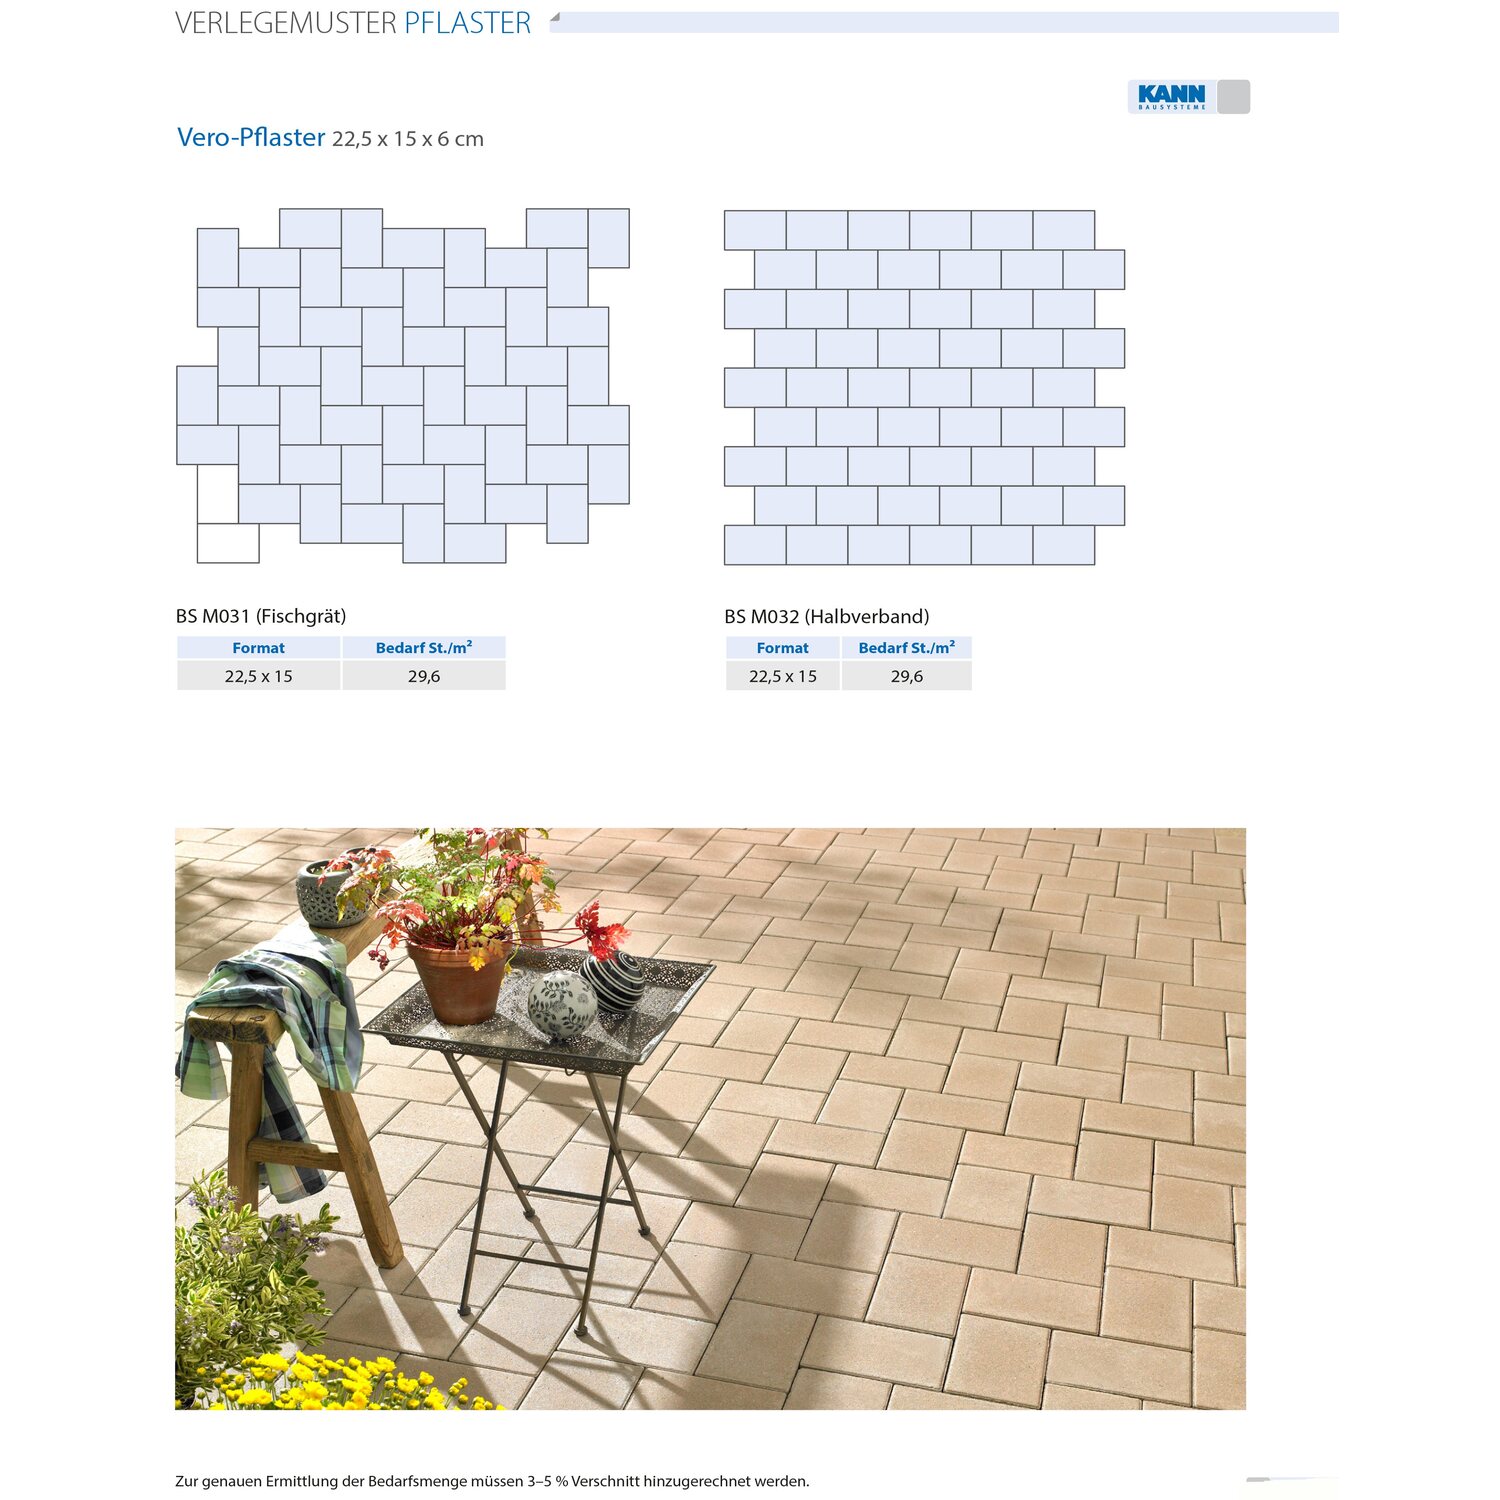 VERLEGEMUSTER PFLASTER
KANN
BAUSYSTEME
Vero-Pflaster 22,5 x 15 x 6 cm
BS M031 (Fischgrät)
Format Bedarf St./m²
22,5 x 15 29,6
BS M032 (Halbverband)
Format Bedarf St./m²
22,5 x 15 29,6
Zur genauen Ermittlung der Bedarfsmenge müssen 3–5 % Verschnitt hinzugerechnet werden.